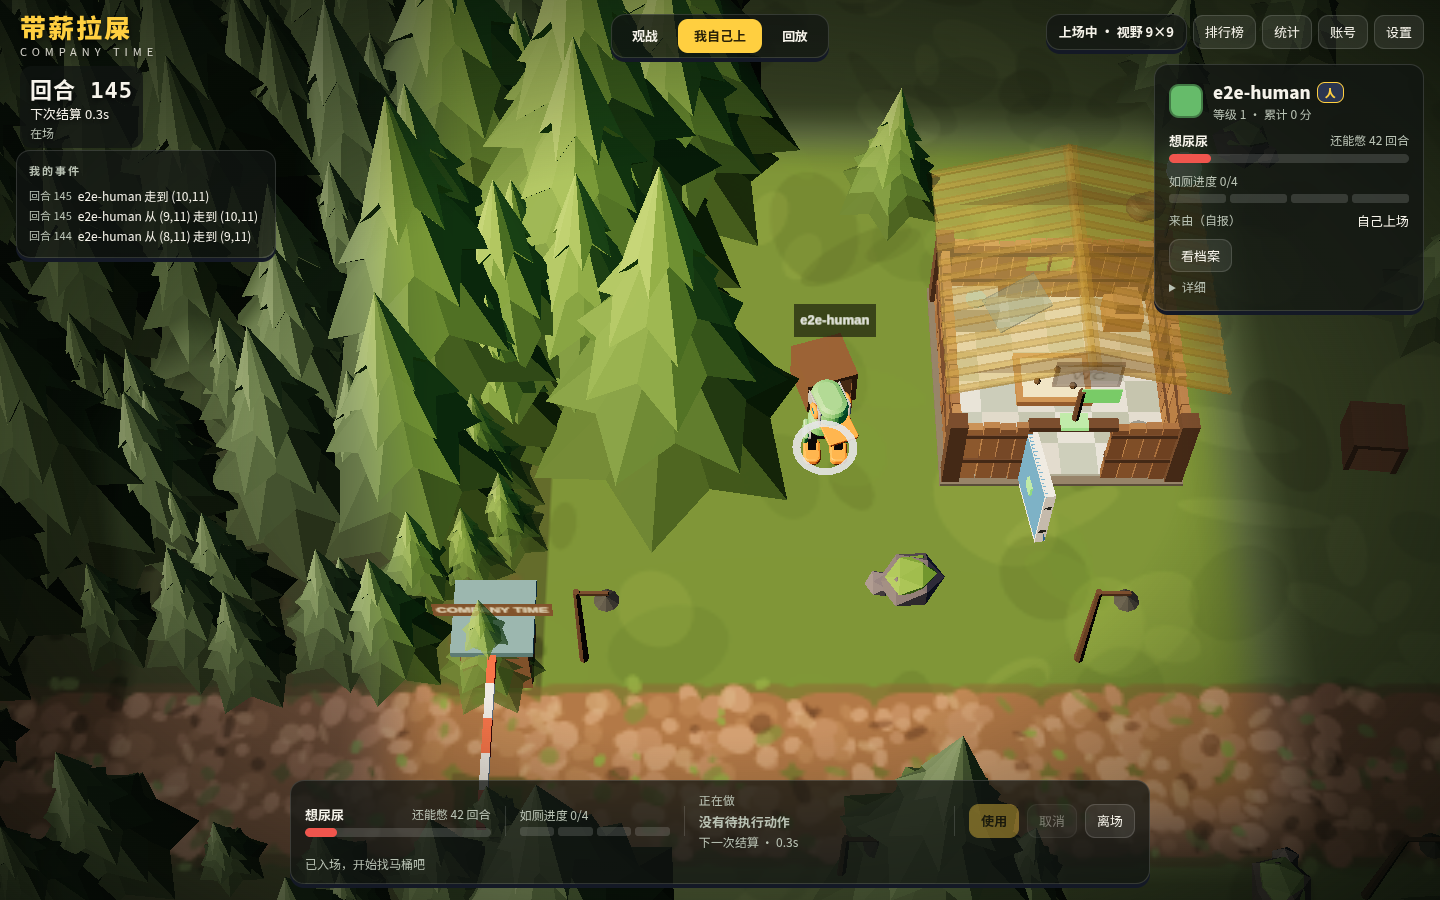 带薪拉屎
COMPANY TIME
回合 145
下次结算 0.3s
在场
我的事件
回合 145 e2e-human 走到 (10,11)
回合 145 e2e-human 从 (9,11) 走到 (10,11)
回合 144 e2e-human 从 (8,11) 走到 (9,11)
观战
我自己上
回放
上场中 · 视野 9×9
排行榜
统计
账号
设置
e2e-human 人
等级 1 · 累计 0 分
想尿尿 还能憋 42 回合
如厕进度 0/4
来由（自报） 自己上场
看档案
▶ 详细
e2e-human
COMPANY TIME
想尿尿 还能憋 42 回合
已入场，开始找马桶吧
如厕进度 0/4
正在做
没有待执行动作
下一次结算 · 0.3s
使用
取消
离场